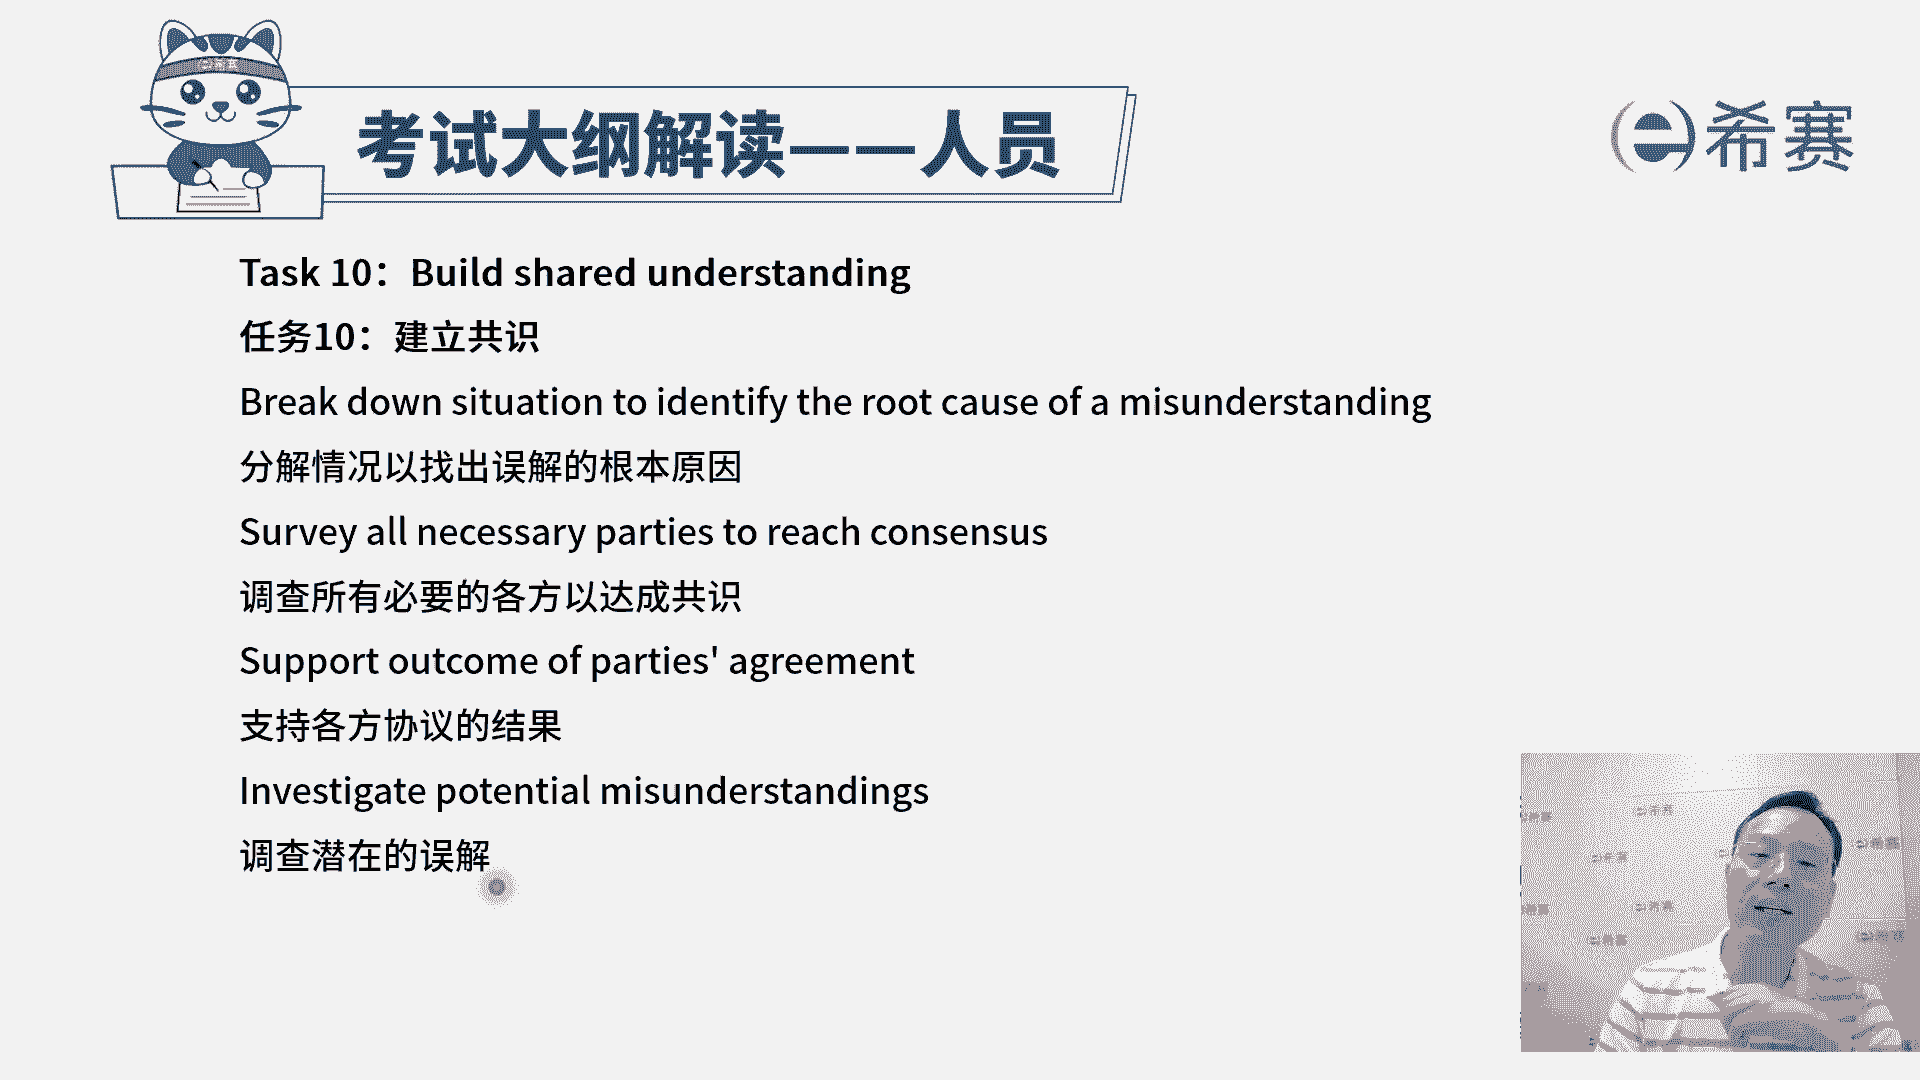 考试大纲解读——人员
希赛
Task 10：Build shared understanding
任务10：建立共识
Break down situation to identify the root cause of a misunderstanding
分解情况以找出误解的根本原因
Survey all necessary parties to reach consensus
调查所有必要的各方以达成共识
Support outcome of parties' agreement
支持各方协议的结果
Investigate potential misunderstandings
调查潜在的误解